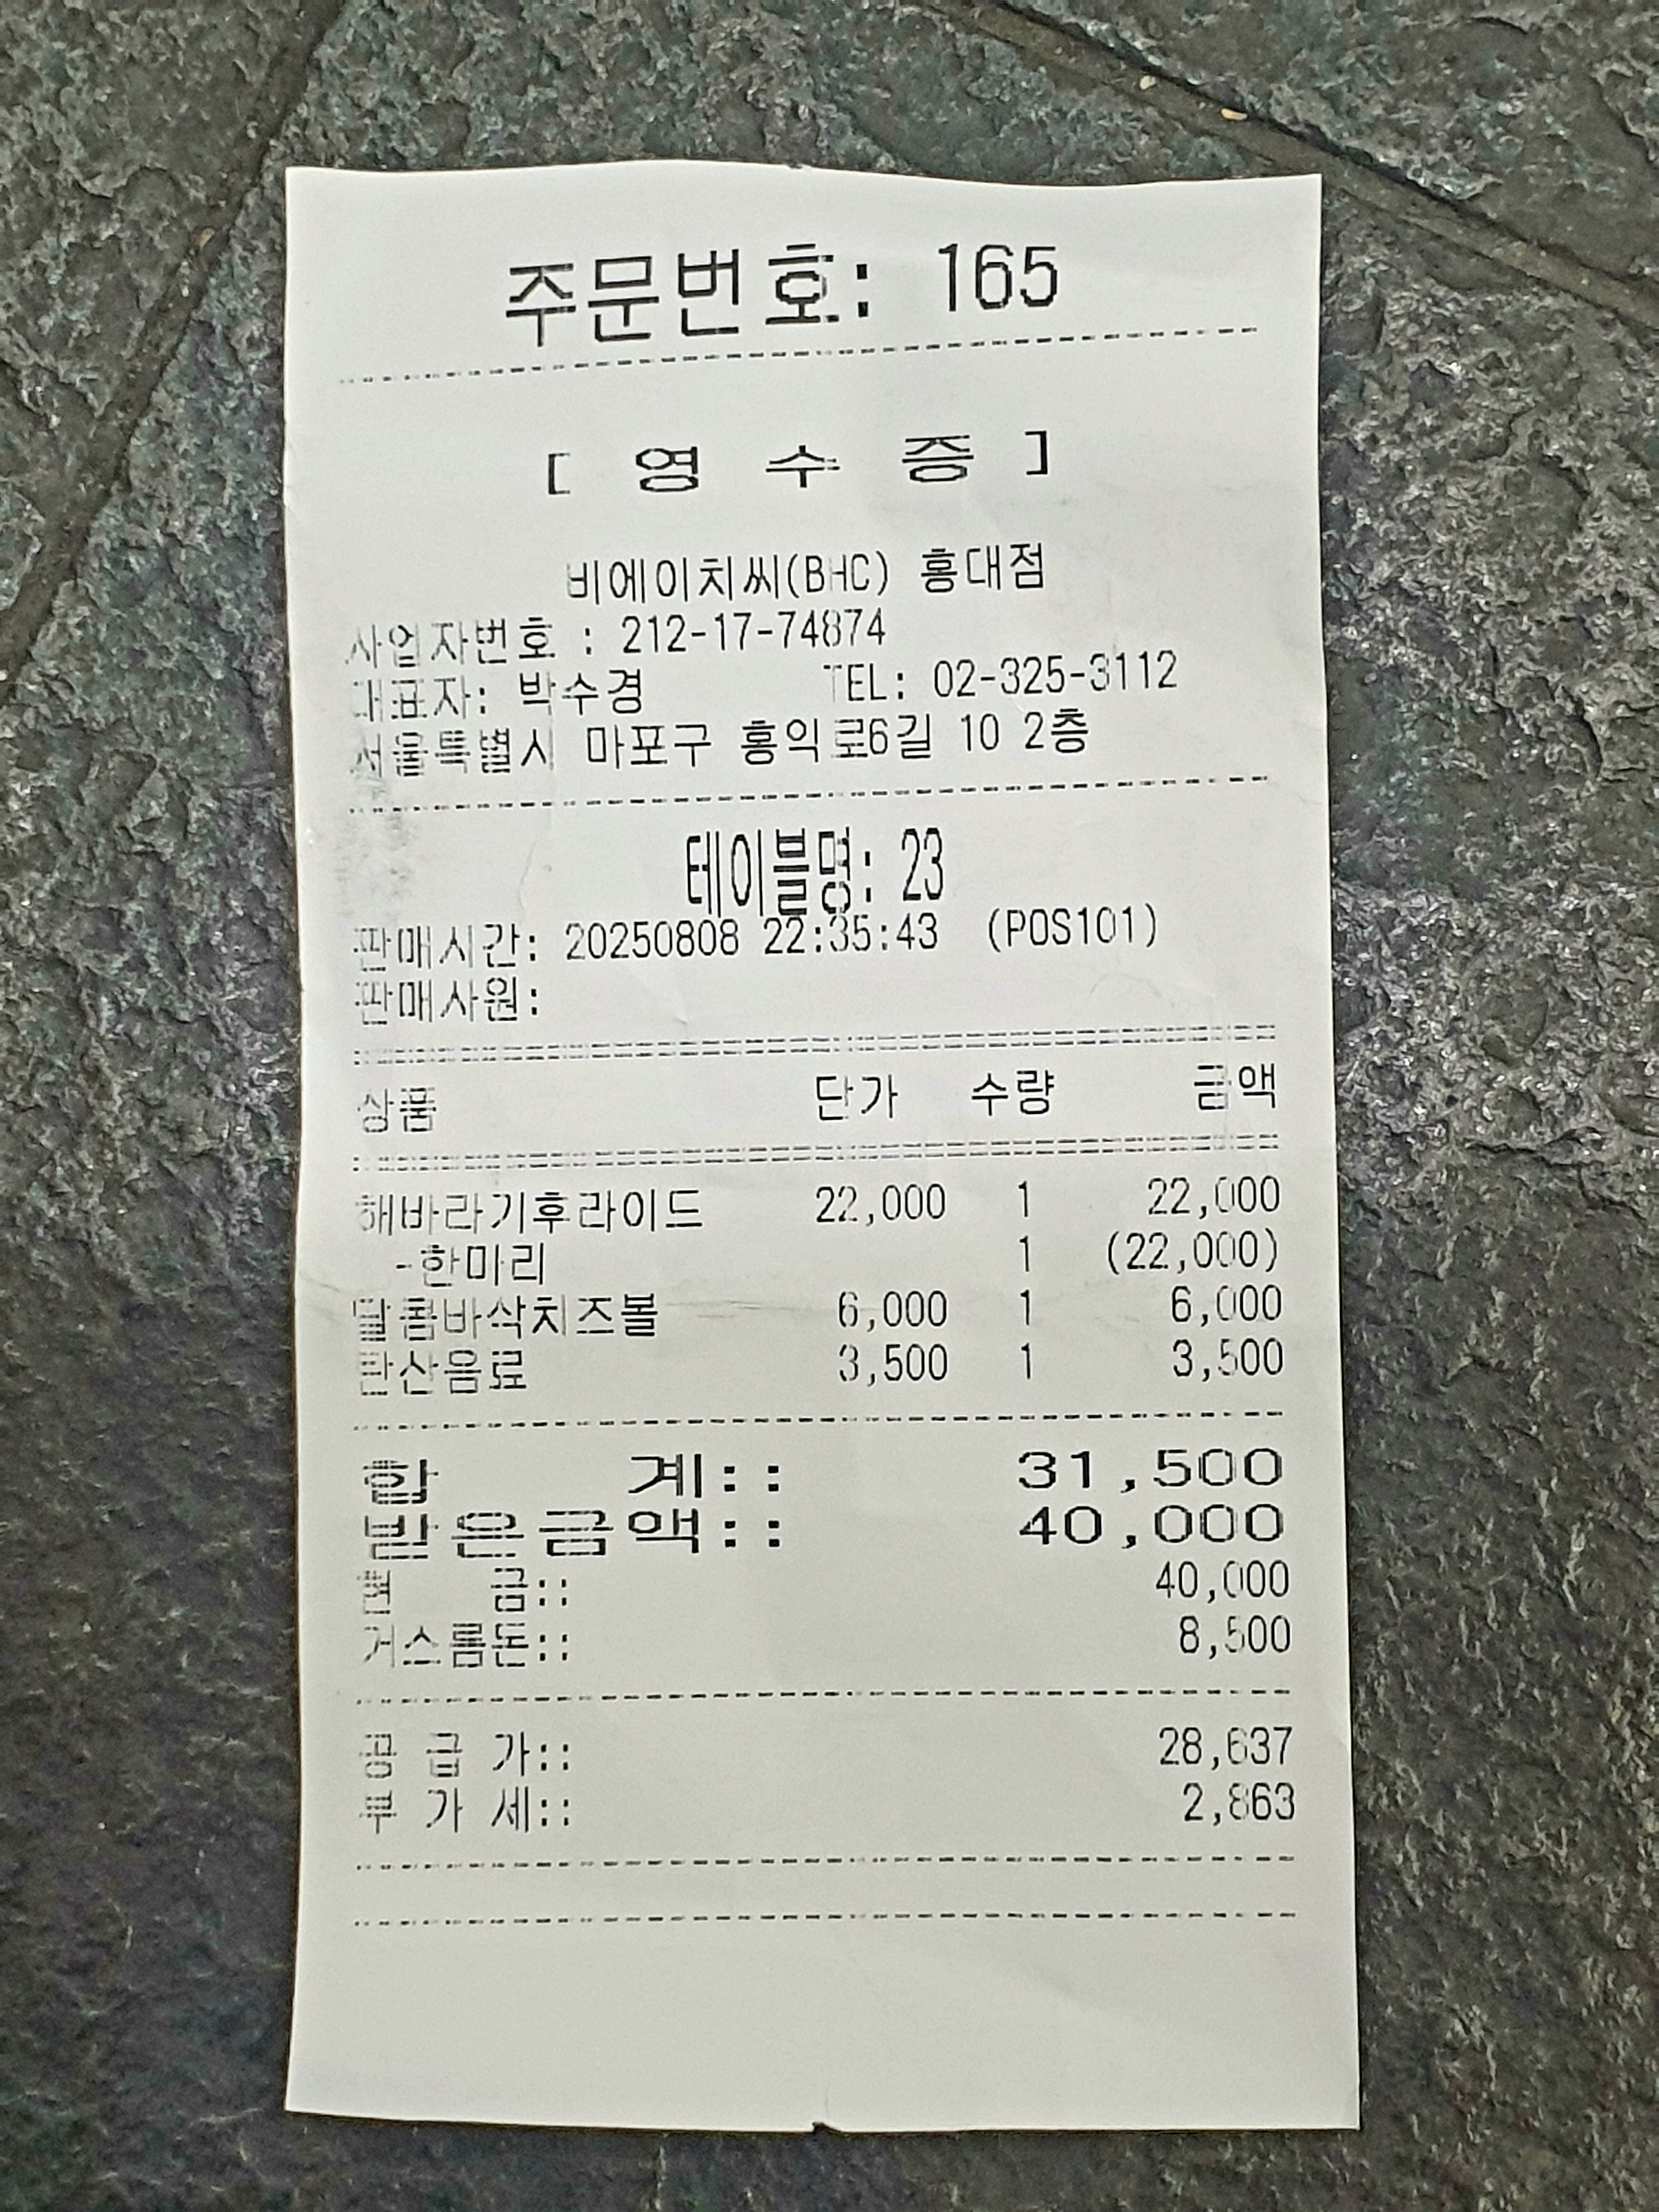 주문번호: 165
[ 영 수 증 ]
비에이치씨(BHC) 홍대점
사업자번호 : 212-17-74874
대표자: 박수경 TEL: 02-325-3112
서울특별시 마포구 홍익로6길 10 2층
테이블명: 23
판매시간: 20250808 22:35:43 (POS101)
판매사원:
상품 단가 수량 금액
해바라기후라이드 22,000 1 22,000
-한마리 1 (22,000)
달콤바삭치즈볼 6,000 1 6,000
탄산음료 3,500 1 3,500
합 계:: 31,500
받은금액:: 40,000
현 금:: 40,000
거스름돈:: 8,500
공 급 가:: 28,637
부 가 세:: 2,863